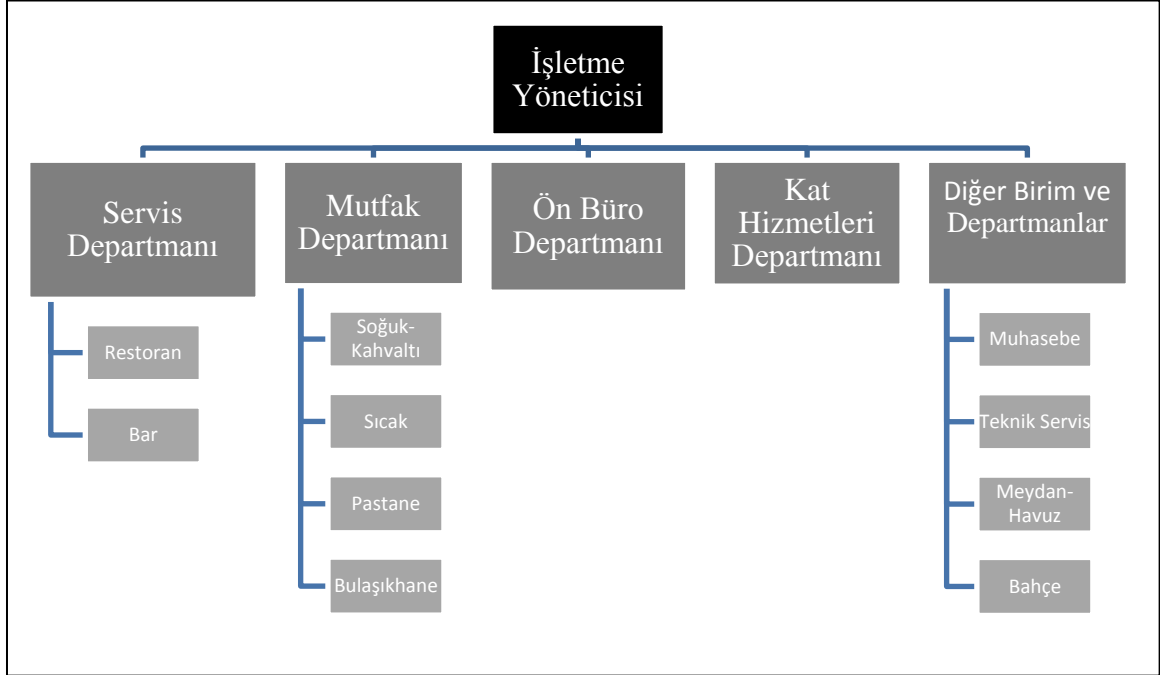 İşletme
Yöneticisi
Servis
Departmanı
Mutfak
Departmanı
Ön Büro
Departmanı
Kat
Hizmetleri
Departmanı
Diğer Birim ve
Departmanlar
Restoran
Bar
Soğuk-
Kahvaltı
Sıcak
Pastane
Bulaşıkhane
Muhasebe
Teknik Servis
Meydan-
Havuz
Bahçe